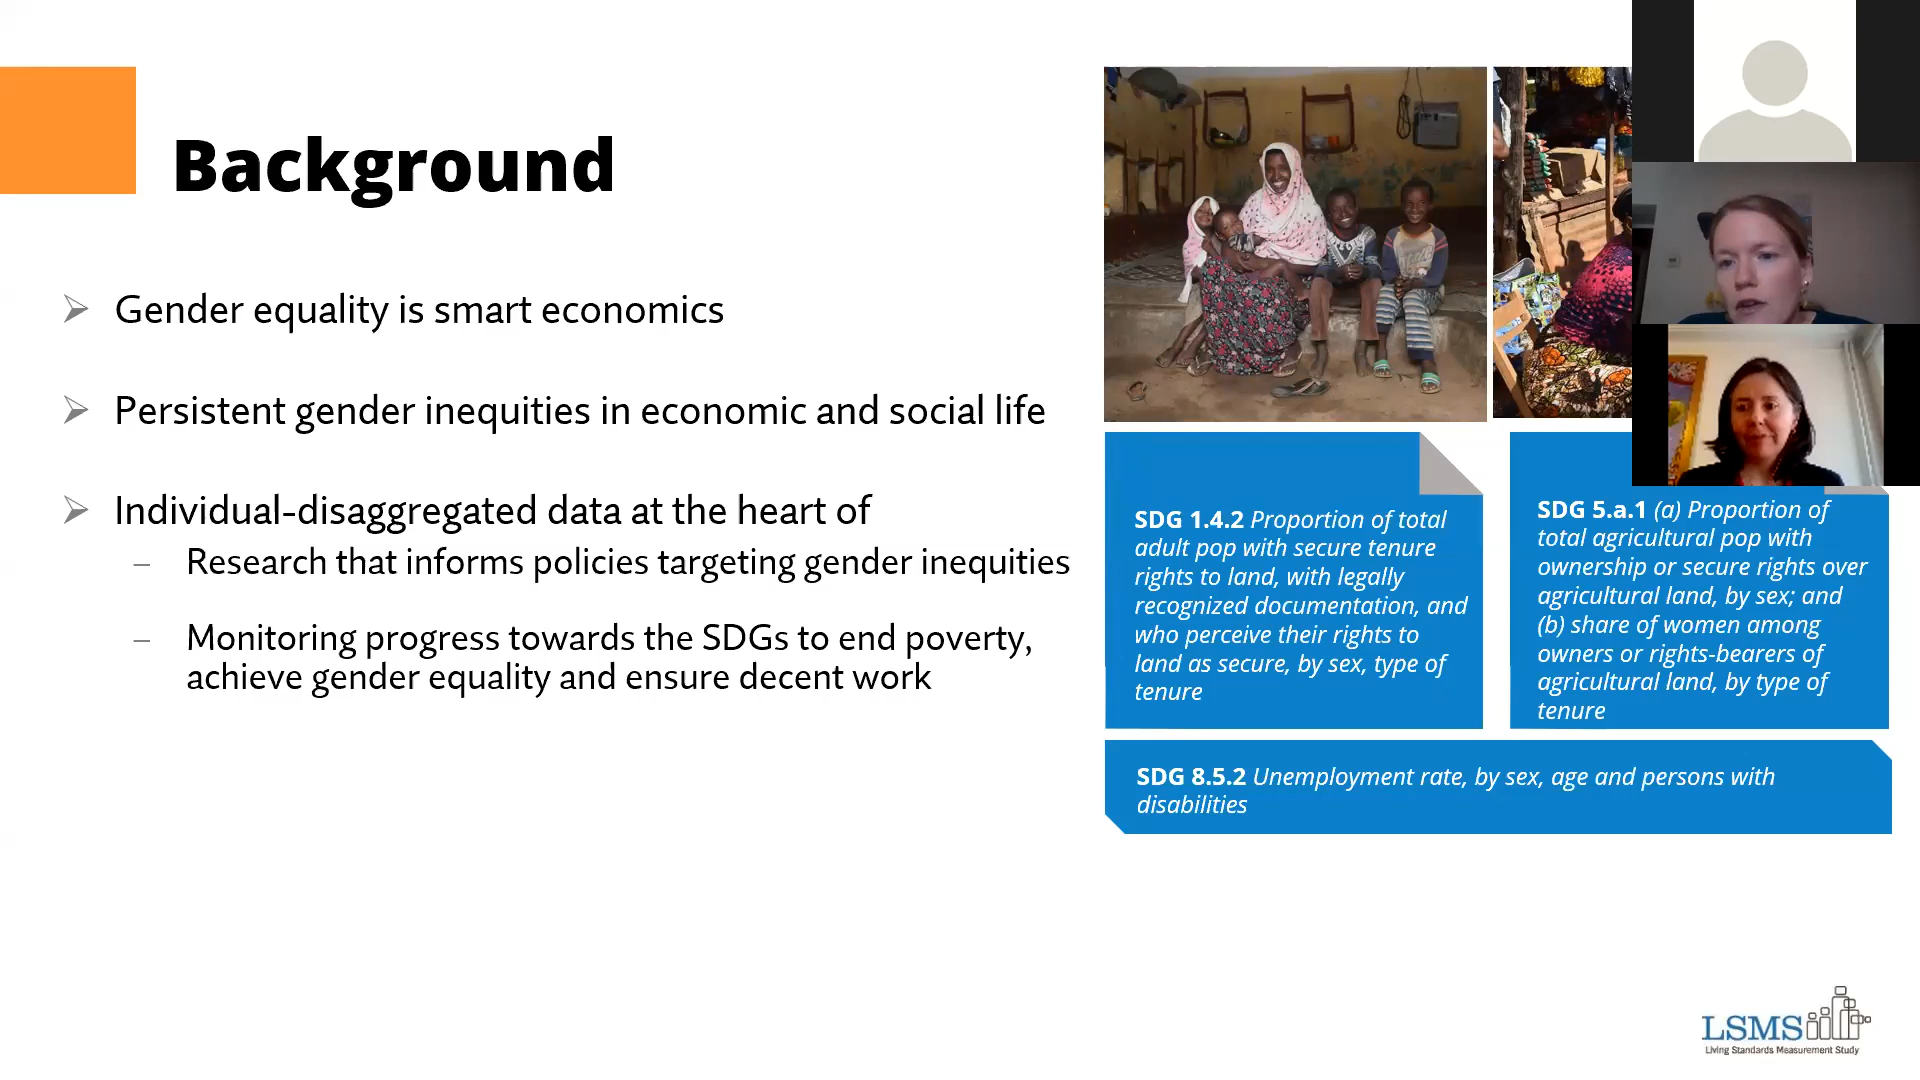 Background
Gender equality is smart economics
Persistent gender inequities in economic and social life
Individual-disaggregated data at the heart of
– Research that informs policies targeting gender inequities
– Monitoring progress towards the SDGs to end poverty,
achieve gender equality and ensure decent work
SDG 1.4.2 Proportion of total
adult pop with secure tenure
rights to land, with legally
recognized documentation, and
who perceive their rights to
land as secure, by sex, type of
tenure
SDG 5.a.1 (a) Proportion of
total agricultural pop with
ownership or secure rights over
agricultural land, by sex; and
(b) share of women among
owners or rights-bearers of
agricultural land, by type of
tenure
SDG 8.5.2 Unemployment rate, by sex, age and persons with
disabilities
LSMS
Living Standards Measurement Study